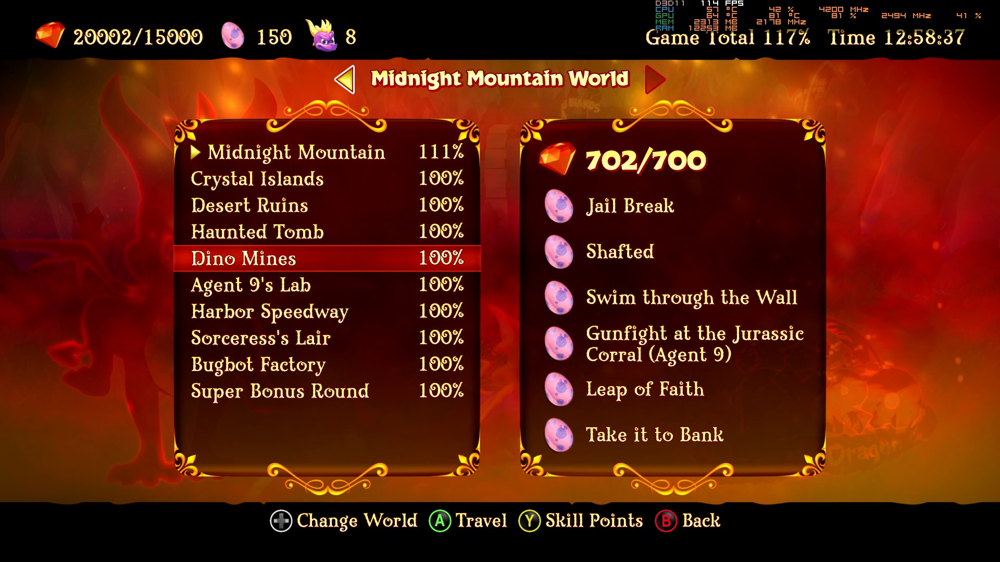 D3D11 114 FPS
CPU 57 °C 42 % 4200 MHz
GPU 64 °C 81 °C 81 % 2494 MHz 41 %
MEM 2313 MB 2178 MHz
RAM 12253 MB
20002/15000 150 8 Game Total 117% Time 12:58:37
Midnight Mountain World
Midnight Mountain 111%
Crystal Islands 100%
Desert Ruins 100%
Haunted Tomb 100%
Dino Mines 100%
Agent 9's Lab 100%
Harbor Speedway 100%
Sorceress's Lair 100%
Bugbot Factory 100%
Super Bonus Round 100%
702/700
Jail Break
Shafted
Swim through the Wall
Gunfight at the Jurassic
Corral (Agent 9)
Leap of Faith
Take it to Bank
Dragon
Change World A Travel Y Skill Points B Back